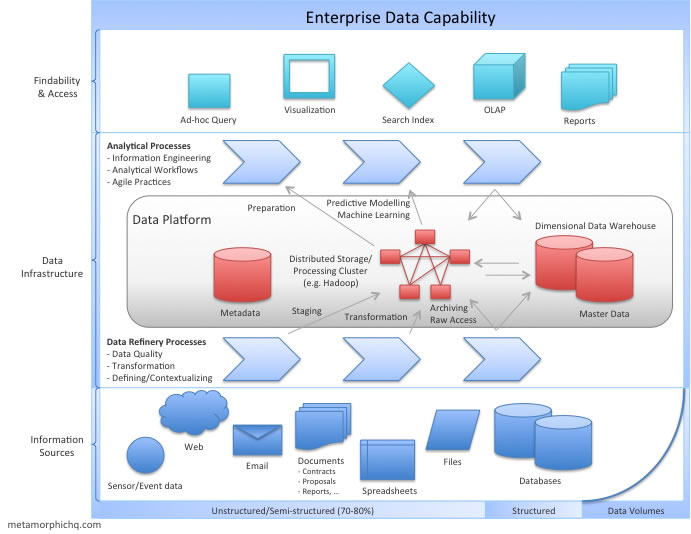 Enterprise Data Capability
Findability
& Access
Ad-hoc Query
Visualization
Search Index
OLAP
Reports
Analytical Processes
- Information Engineering
- Analytical Workflows
- Agile Practices
Preparation
Predictive Modelling
Machine Learning
Data
Infrastructure
Data Platform
Metadata
Distributed Storage/
Processing Cluster
(e.g. Hadoop)
Dimensional Data Warehouse
Master Data
Staging
Transformation
Archiving
Raw Access
Data Refinery Processes
- Data Quality
- Transformation
- Defining/Contextualizing
Information
Sources
Sensor/Event data
Web
Email
Documents
- Contracts
- Proposals
- Reports, ...
Spreadsheets
Files
Databases
Unstructured/Semi-structured (70-80%)
Structured
Data Volumes
metamorphichq.com